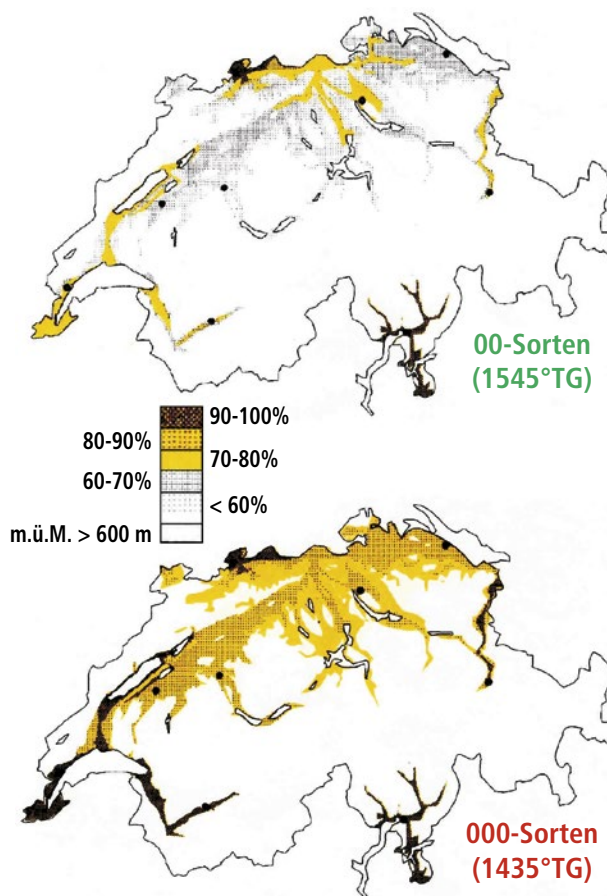 00-Sorten
(1545°TG)
90-100%
80-90%
70-80%
60-70%
< 60%
m.ü.M. > 600 m
000-Sorten
(1435°TG)